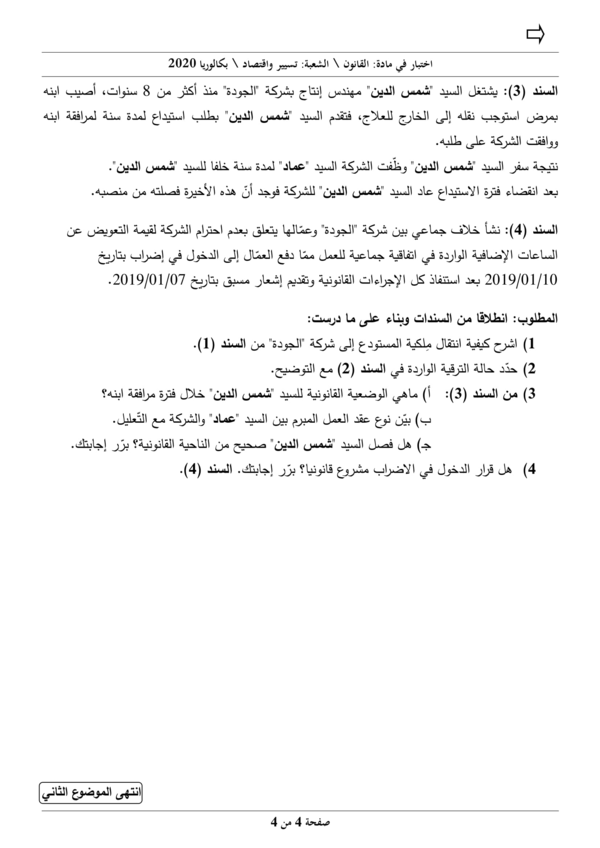 اختبار في مادة: القانون \ الشعبة: تسيير واقتصاد \ بكالوريا 2020
السند (3): يشتغل السيد "شمس الدين" مهندس إنتاج بشركة "الجودة" منذ أكثر من 8 سنوات، أصيب ابنه
بمرض استوجب نقله إلى الخارج للعلاج، فتقدم السيد "شمس الدين" بطلب استيداع لمدة سنة لمرافقة ابنه
ووافقت الشركة على طلبه.
نتيجة سفر السيد "شمس الدين" وظّفت الشركة السيد "عماد" لمدة سنة خلفا للسيد "شمس الدين".
بعد انقضاء فترة الاستيداع عاد السيد "شمس الدين" للشركة فوجد أنّ هذه الأخيرة فصلته من منصبه.
السند (4): نشأ خلاف جماعي بين شركة "الجودة" وعمّالها يتعلق بعدم احترام الشركة لقيمة التعويض عن
الساعات الإضافية الواردة في اتفاقية جماعية للعمل ممّا دفع العمّال إلى الدخول في إضراب بتاريخ
2019/01/10 بعد استنفاذ كل الإجراءات القانونية وتقديم إشعار مسبق بتاريخ 2019/01/07.
المطلوب: انطلاقا من السندات وبناء على ما درست:
1) اشرح كيفية انتقال مِلكية المستودع إلى شركة "الجودة" من السند (1).
2) حدّد حالة الترقية الواردة في السند (2) مع التوضيح.
3) من السند (3): أ) ماهي الوضعية القانونية للسيد "شمس الدين" خلال فترة مرافقة ابنه؟
ب) بيّن نوع عقد العمل المبرم بين السيد "عماد" والشركة مع التّعليل.
ج) هل فصل السيد "شمس الدين" صحيح من الناحية القانونية؟ برّر إجابتك.
4) هل قرار الدخول في الاضراب مشروع قانونيا؟ برّر إجابتك. السند (4).
انتهى الموضوع الثاني
صفحة 4 من 4